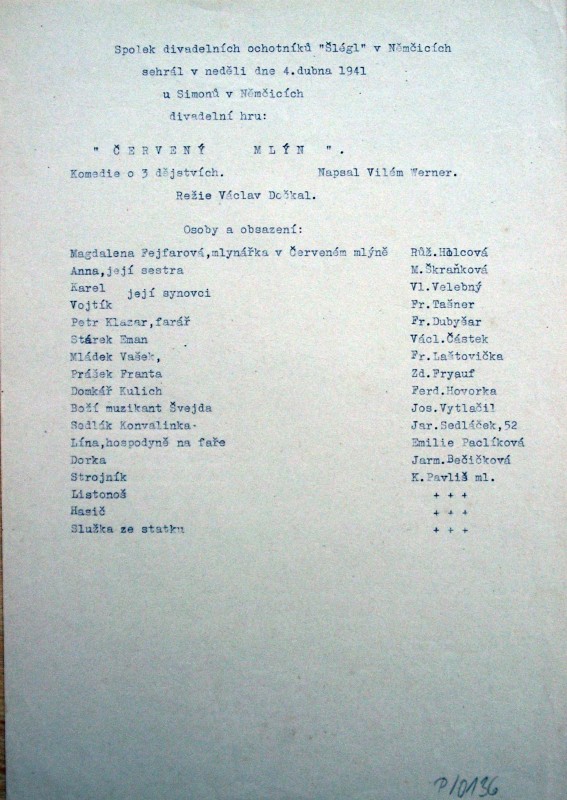 Spolek divadelních ochotníků "Šlégl" v Němčicích
sehrál v neděli dne 4.dubna 1941
u Simonů v Němčicích
divadelní hru:
" Č E R V E N Ý M L Ý N " .
Komedie o 3 dějstvích. Napsal Vilém Werner.
Režie Václav Dočkal.
Osoby a obsazení:
Magdalena Fejfarová,mlynářka v Červeném mlýně Růž.Holcová
Anna,její sestra M.Škraňková
Karel její synovci Vl.Velebný
Vojtík Fr.Tašner
Petr Klazar,farář Fr.Dubyšar
Stárek Eman Václ.Částek
Mládek Vašek, Fr.Laštovička
Prášek Franta Zd.Fryauf
Domkář Kulich Ferd.Hovorka
Boží muzikant Švejda Jos.Vytlačil
Sedlák Konvalinka- Jar.Sedláček,52
Lína,hospodyně na faře Emilie Paclíková
Dorka Jarm.Bečičková
Strojník K.Pavliš ml.
Listonoš + + +
Hasič + + +
Služka ze statku + + +
P/0136